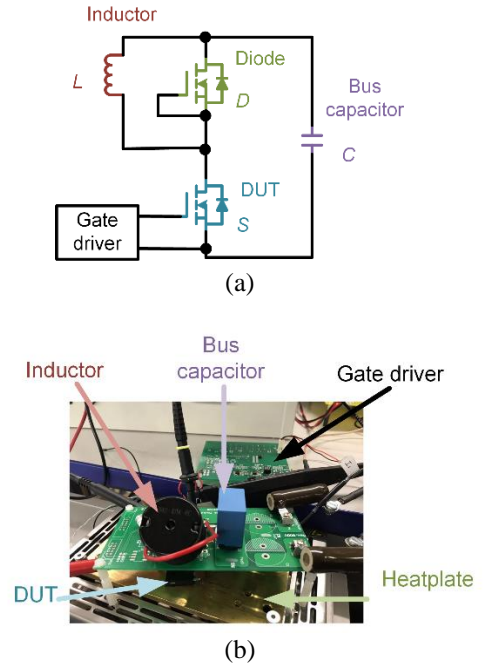 Inductor
L
Diode
D
Bus
capacitor
C
DUT
S
Gate
driver
(a)
Bus
capacitor
Inductor
Gate driver
DUT
Heatplate
(b)